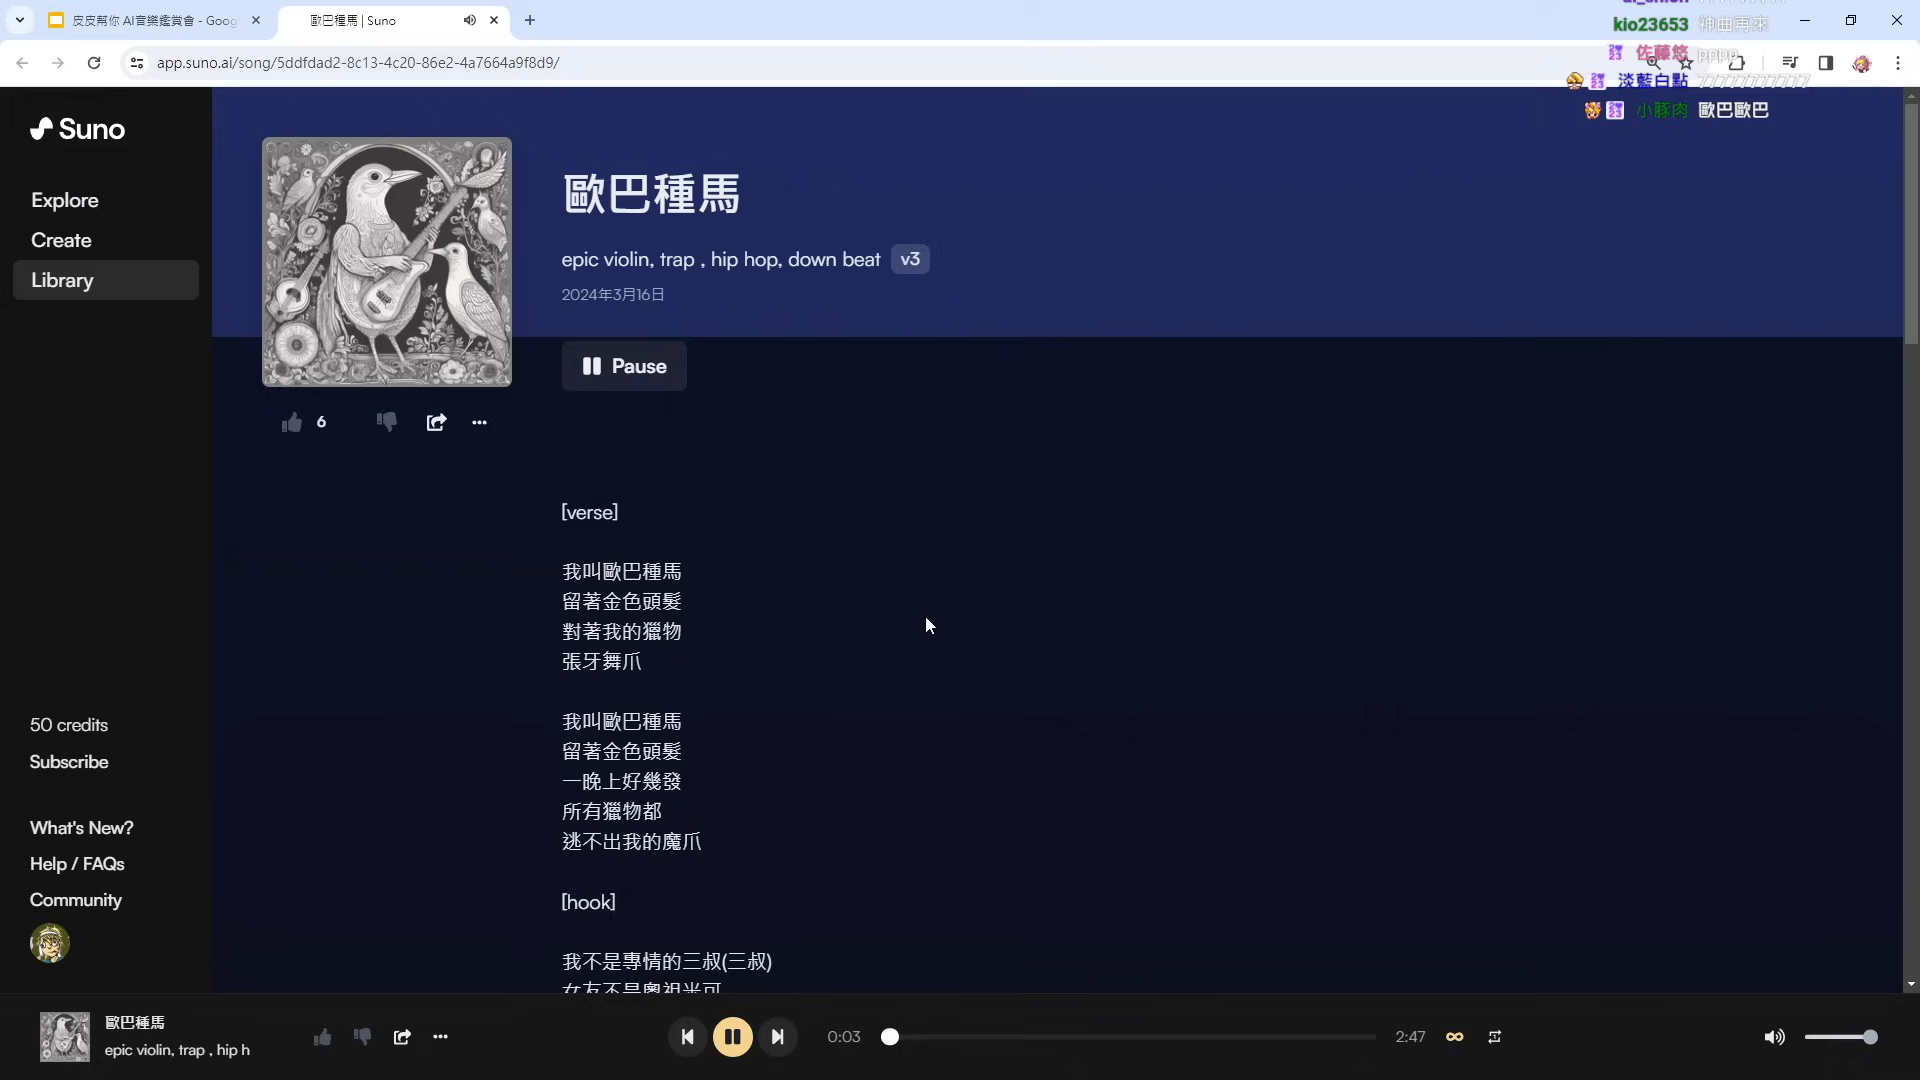 皮皮幫你 AI音樂鑑賞會 - Goog
歐巴種馬 | Suno
kio23653 神曲再來
app.suno.ai/song/5ddfdad2-8c13-4c20-86e2-4a7664a9f8d9/
佐藤悠 pppp
淡藍白點 77777777777
小豚肉 歐巴歐巴
Suno
Explore
Create
Library
歐巴種馬
epic violin, trap , hip hop, down beat v3
2024年3月16日
Pause
6
[verse]
我叫歐巴種馬
留著金色頭髮
對著我的獵物
張牙舞爪
我叫歐巴種馬
留著金色頭髮
一晚上好幾發
所有獵物都
逃不出我的魔爪
[hook]
我不是專情的三叔(三叔)
50 credits
Subscribe
What's New?
Help / FAQs
Community
歐巴種馬
epic violin, trap , hip h
0:03
2:47